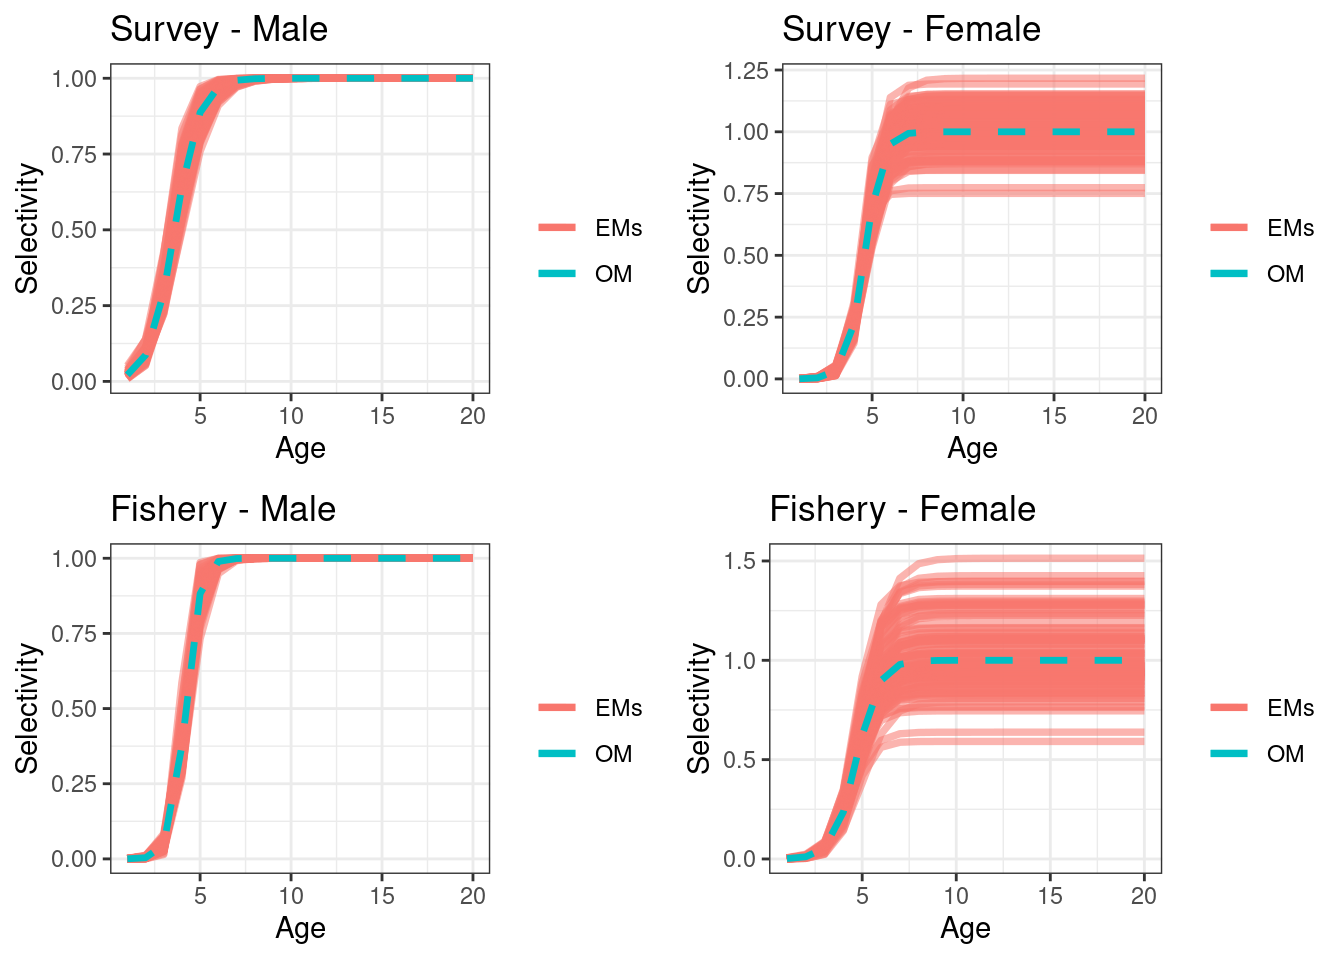 Survey - Male
Selectivity
1.00
0.75
0.50
0.25
0.00
5 10 15 20
Age
EMs
OM
Survey - Female
Selectivity
1.25
1.00
0.75
0.50
0.25
0.00
5 10 15 20
Age
EMs
OM
Fishery - Male
Selectivity
1.00
0.75
0.50
0.25
0.00
5 10 15 20
Age
EMs
OM
Fishery - Female
Selectivity
1.5
1.0
0.5
0.0
5 10 15 20
Age
EMs
OM